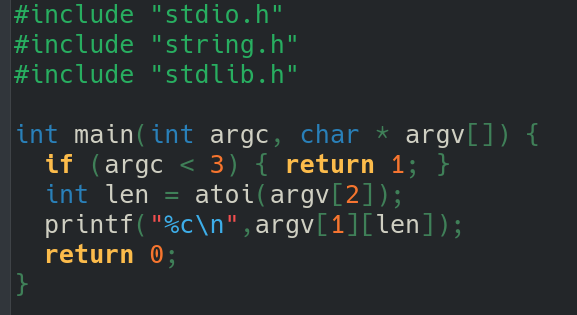 #include "stdio.h"
#include "string.h"
#include "stdlib.h"

int main(int argc, char * argv[]) {
  if (argc < 3) { return 1; }
  int len = atoi(argv[2]);
  printf("%c\n",argv[1][len]);
  return 0;
}